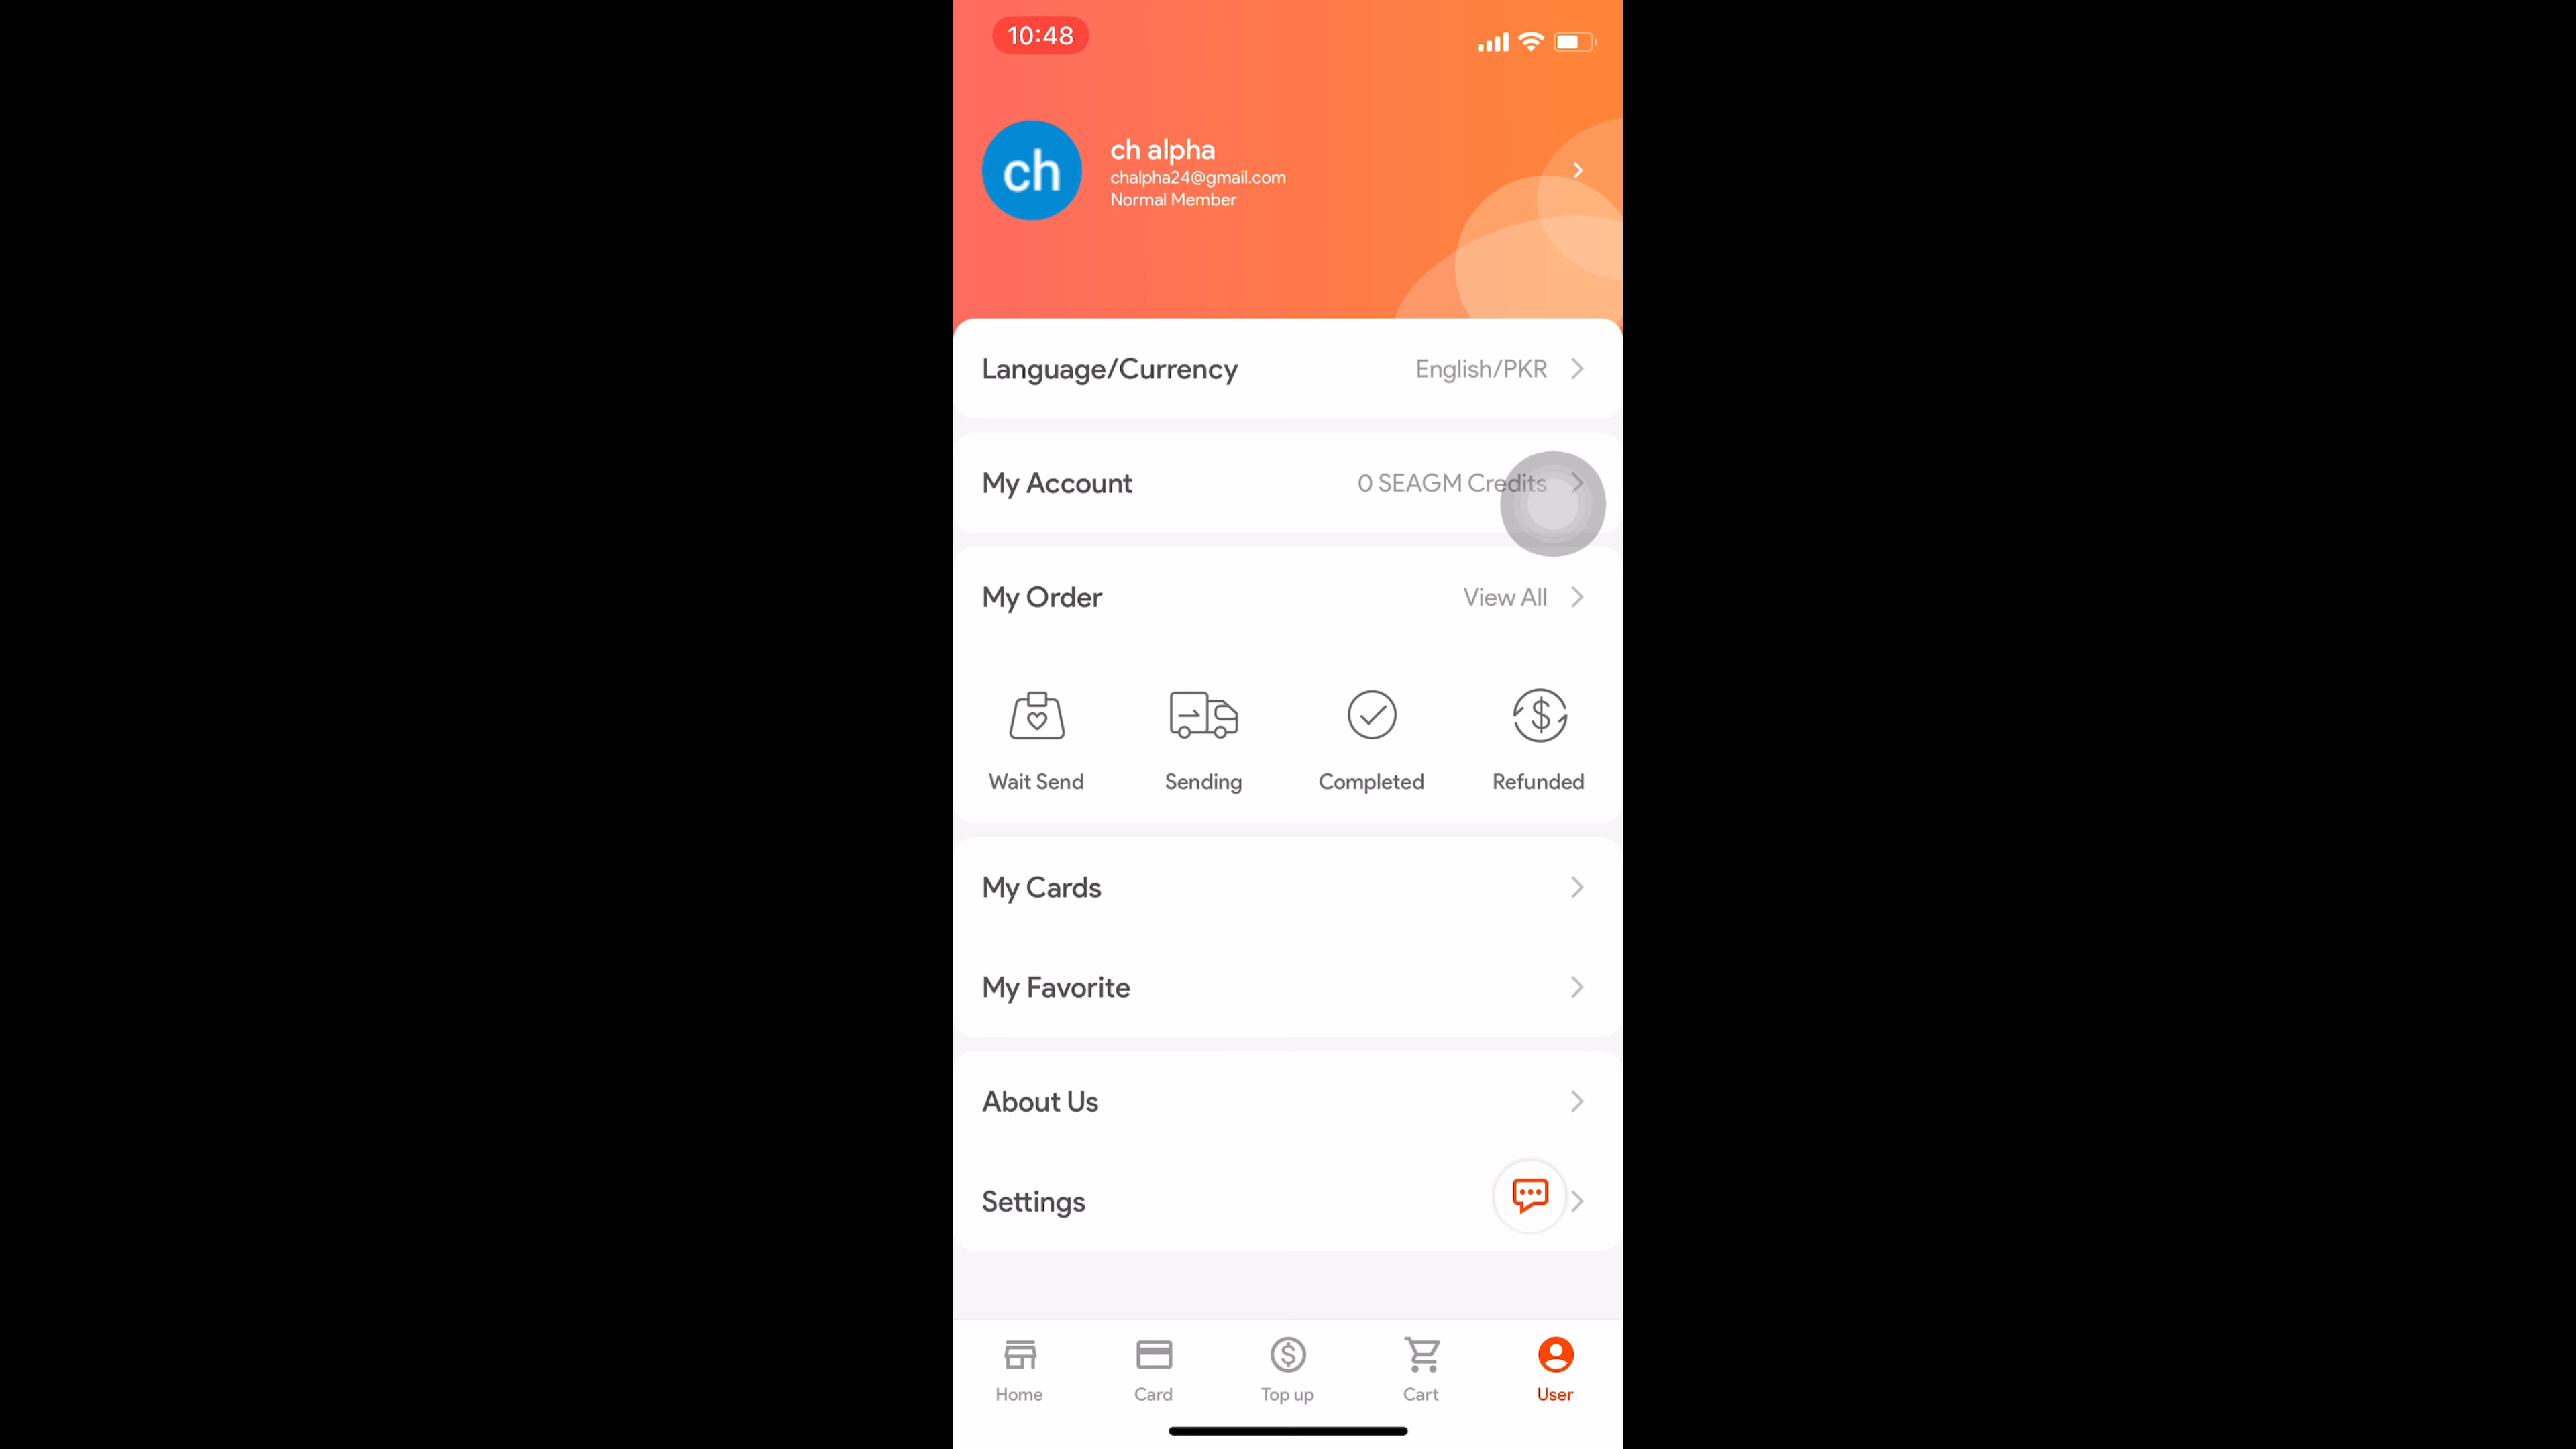 10:48
ch
ch alpha
chalpha24@gmail.com
Normal Member
Language/Currency English/PKR
My Account 0 SEAGM Credits
My Order View All
Wait Send Sending Completed Refunded
My Cards
My Favorite
About Us
Settings
Home Card Top up Cart User